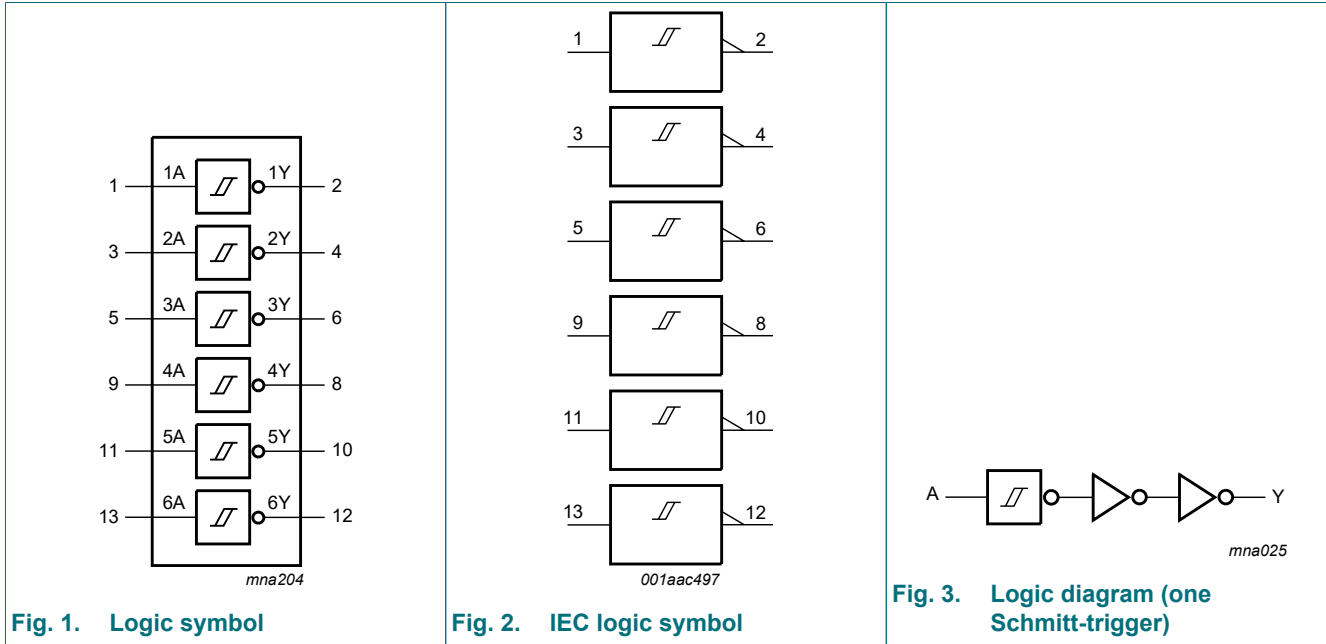 1 1A 1Y 2
3 2A 2Y 4
5 3A 3Y 6
9 4A 4Y 8
11 5A 5Y 10
13 6A 6Y 12
mna204
Fig. 1. Logic symbol
1 2
3 4
5 6
9 8
11 10
13 12
001aac497
Fig. 2. IEC logic symbol
A Y
mna025
Fig. 3. Logic diagram (one
Schmitt-trigger)